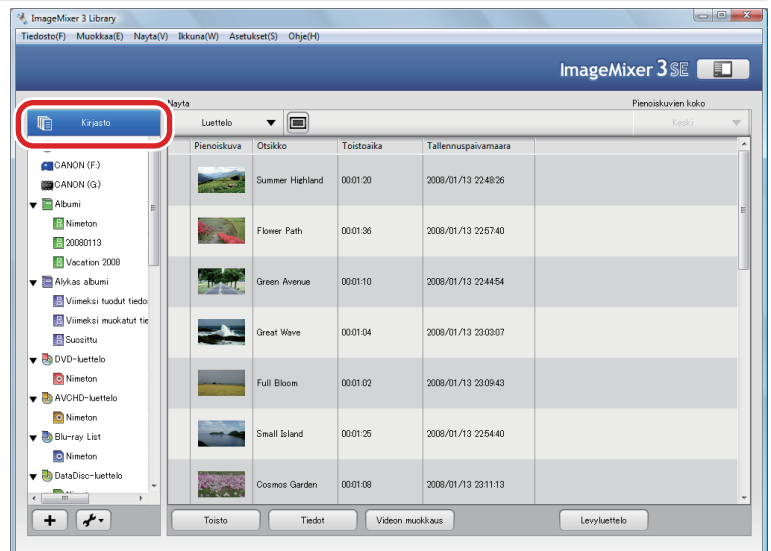 ImageMixer 3 Library
Tiedosto(F) Muokkaa(E) Nayta(V) Ikkuna(W) Asetukset(S) Ohje(H)
ImageMixer 3 SE
Nayta Pienoiskuvien koko
Kirjasto Luettelo Keski
Pienoiskuva Otsikko Toistoaika Tallennuspaivamaara
CANON (F:)
CANON (G:)
Albumi
Nimeton
20080113
Vacation 2008
Alykas albumi
Viimeksi tuodut tiedo
Viimeksi muokatut tie
Suosittu
DVD-luettelo
Nimeton
AVCHD-luettelo
Nimeton
Blu-ray List
Nimeton
DataDisc-luettelo
Summer Highland 00:01:20 2008/01/13 22:48:26
Flower Path 00:01:36 2008/01/13 22:57:40
Green Avenue 00:01:10 2008/01/13 22:44:54
Great Wave 00:01:04 2008/01/13 23:03:07
Full Bloom 00:01:02 2008/01/13 23:09:43
Small Island 00:01:25 2008/01/13 22:54:40
Cosmos Garden 00:01:08 2008/01/13 23:11:13
Toisto Tiedot Videon muokkaus Levyluettelo